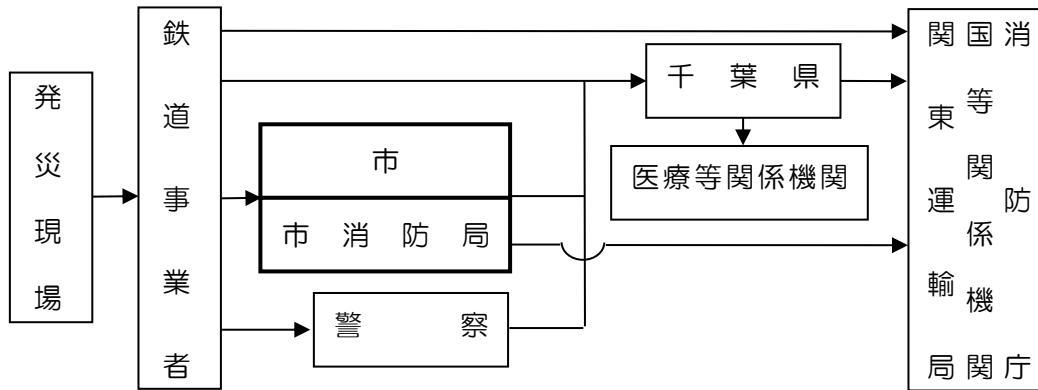 発災現場
鉄道事業者
市
市消防局
警察
千葉県
医療等関係機関
消防庁
国等関係機関
関東運輸局